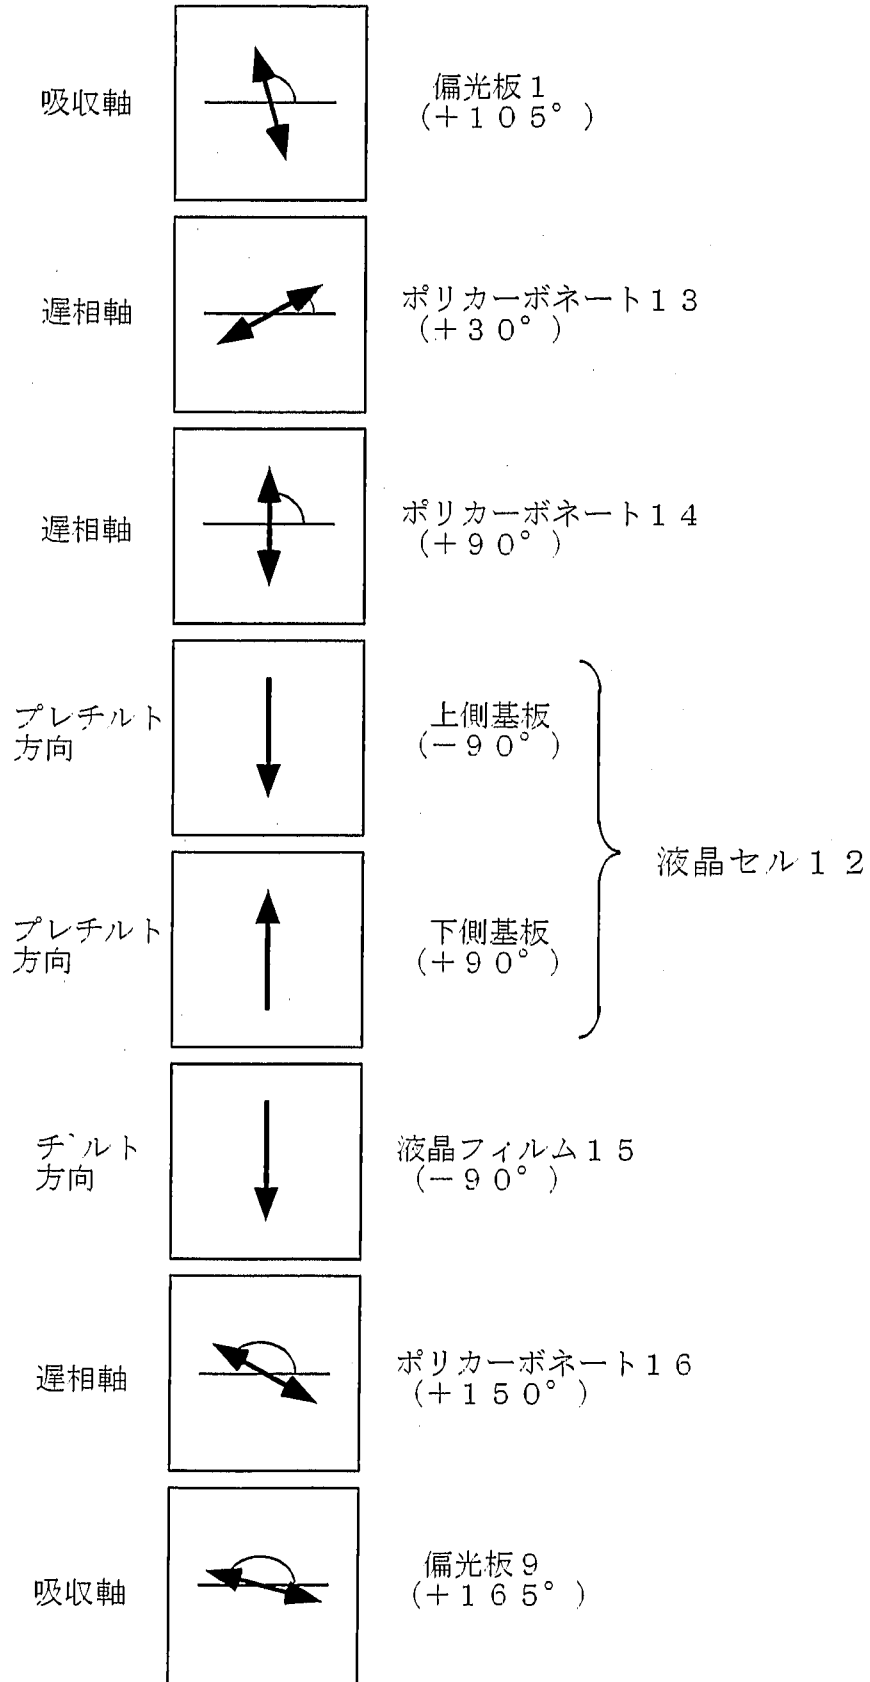 吸収軸
偏光板１
(＋１０５°)
遅相軸
ポリカーボネート１３
(＋３０°)
遅相軸
ポリカーボネート１４
(＋９０°)
プレチルト
方向
上側基板
(－９０°)
液晶セル１２
プレチルト
方向
下側基板
(＋９０°)
チルト
方向
液晶フィルム１５
(－９０°)
遅相軸
ポリカーボネート１６
(＋１５０°)
吸収軸
偏光板９
(＋１６５°)